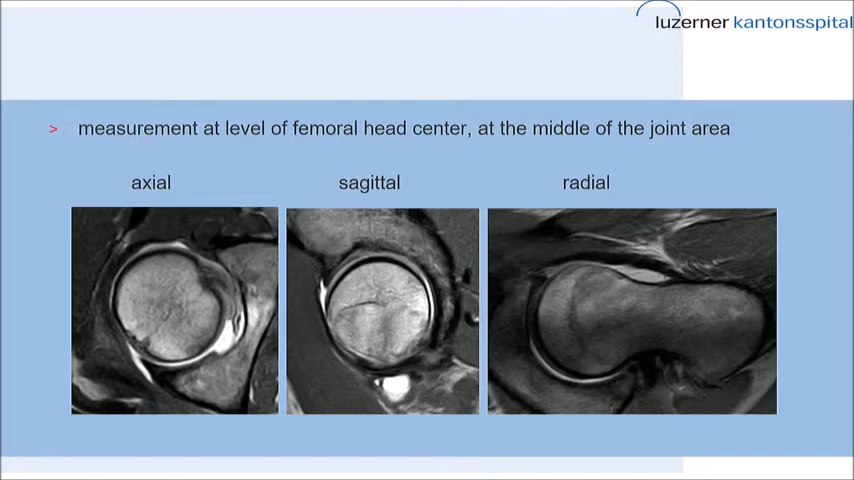 luzerner kantonsspital
> measurement at level of femoral head center, at the middle of the joint area
axial sagittal radial